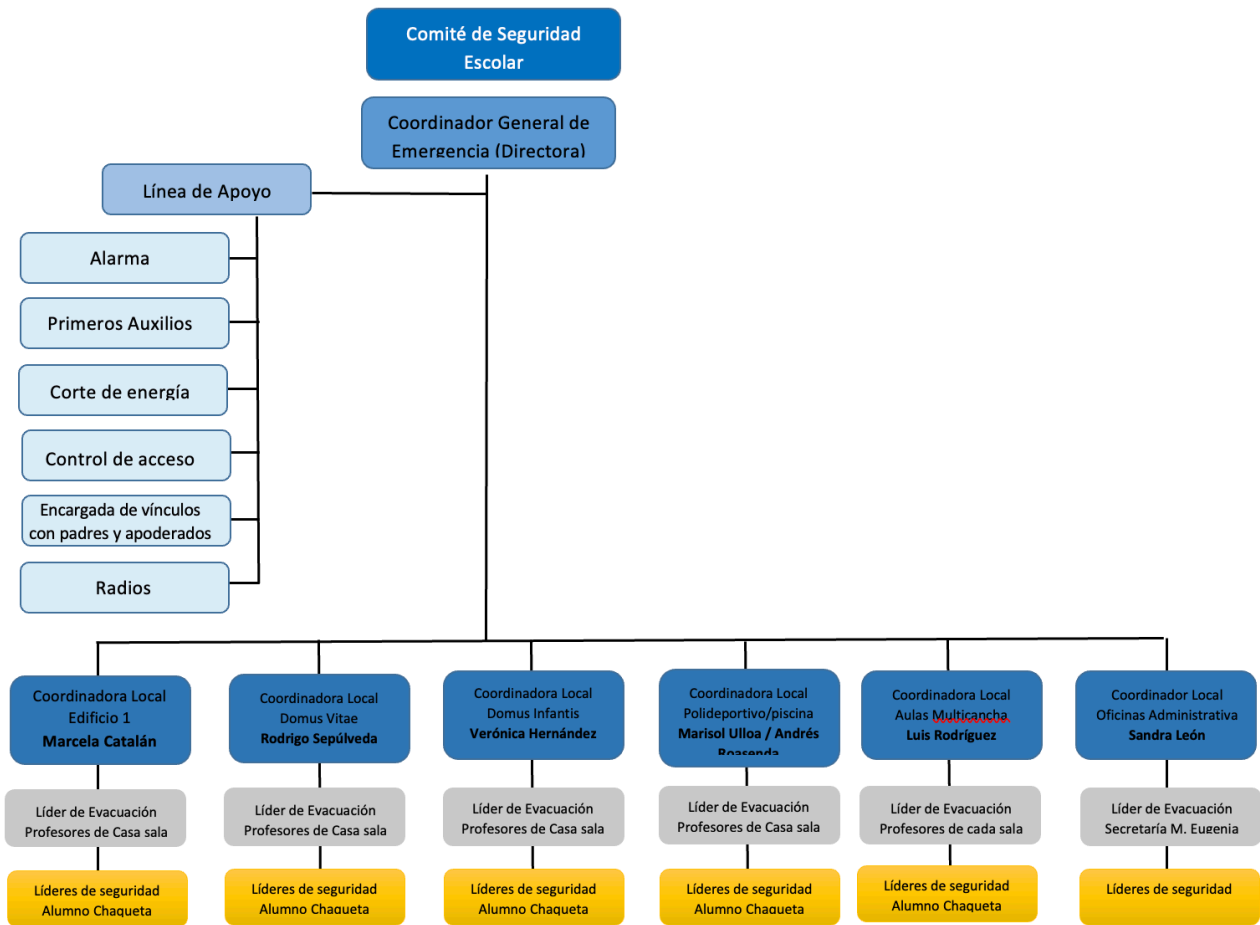 Comité de Seguridad
Escolar
Coordinador General de
Emergencia (Directora)
Línea de Apoyo
Alarma
Primeros Auxilios
Corte de energía
Control de acceso
Encargada de vínculos
con padres y apoderados
Radios
Coordinadora Local
Edificio 1
Marcela Catalán
Coordinadora Local
Domus Vitae
Rodrigo Sepúlveda
Coordinadora Local
Domus Infantis
Verónica Hernández
Coordinadora Local
Polideportivo/piscina
Marisol Ulloa / Andrés
Roasenda
Coordinadora Local
Aulas Multicancha
Luis Rodríguez
Coordinador Local
Oficinas Administrativa
Sandra León
Líder de Evacuación
Profesores de Casa sala
Líder de Evacuación
Profesores de Casa sala
Líder de Evacuación
Profesores de Casa sala
Líder de Evacuación
Profesores de Casa sala
Líder de Evacuación
Profesores de cada sala
Líder de Evacuación
Secretaría M. Eugenia
Líderes de seguridad
Alumno Chaqueta
Líderes de seguridad
Alumno Chaqueta
Líderes de seguridad
Alumno Chaqueta
Líderes de seguridad
Alumno Chaqueta
Líderes de seguridad
Alumno Chaqueta
Líderes de seguridad